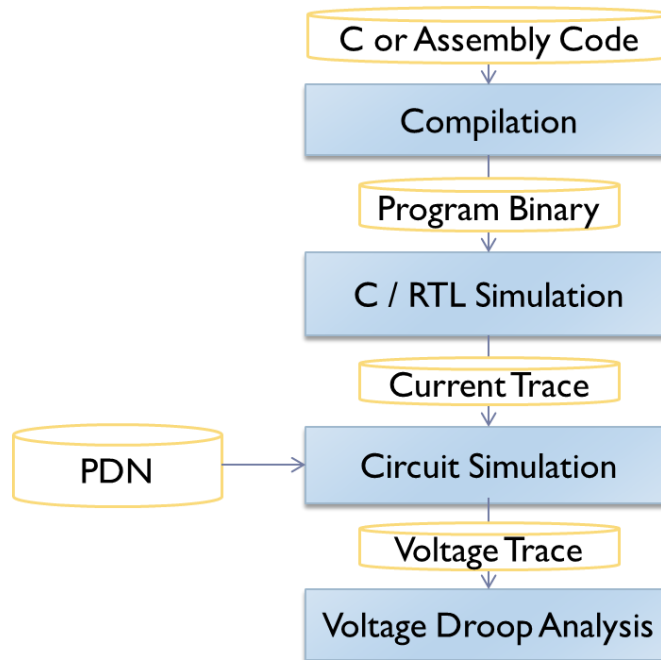 C or Assembly Code
Compilation
Program Binary
C / RTL Simulation
Current Trace
PDN
Circuit Simulation
Voltage Trace
Voltage Droop Analysis